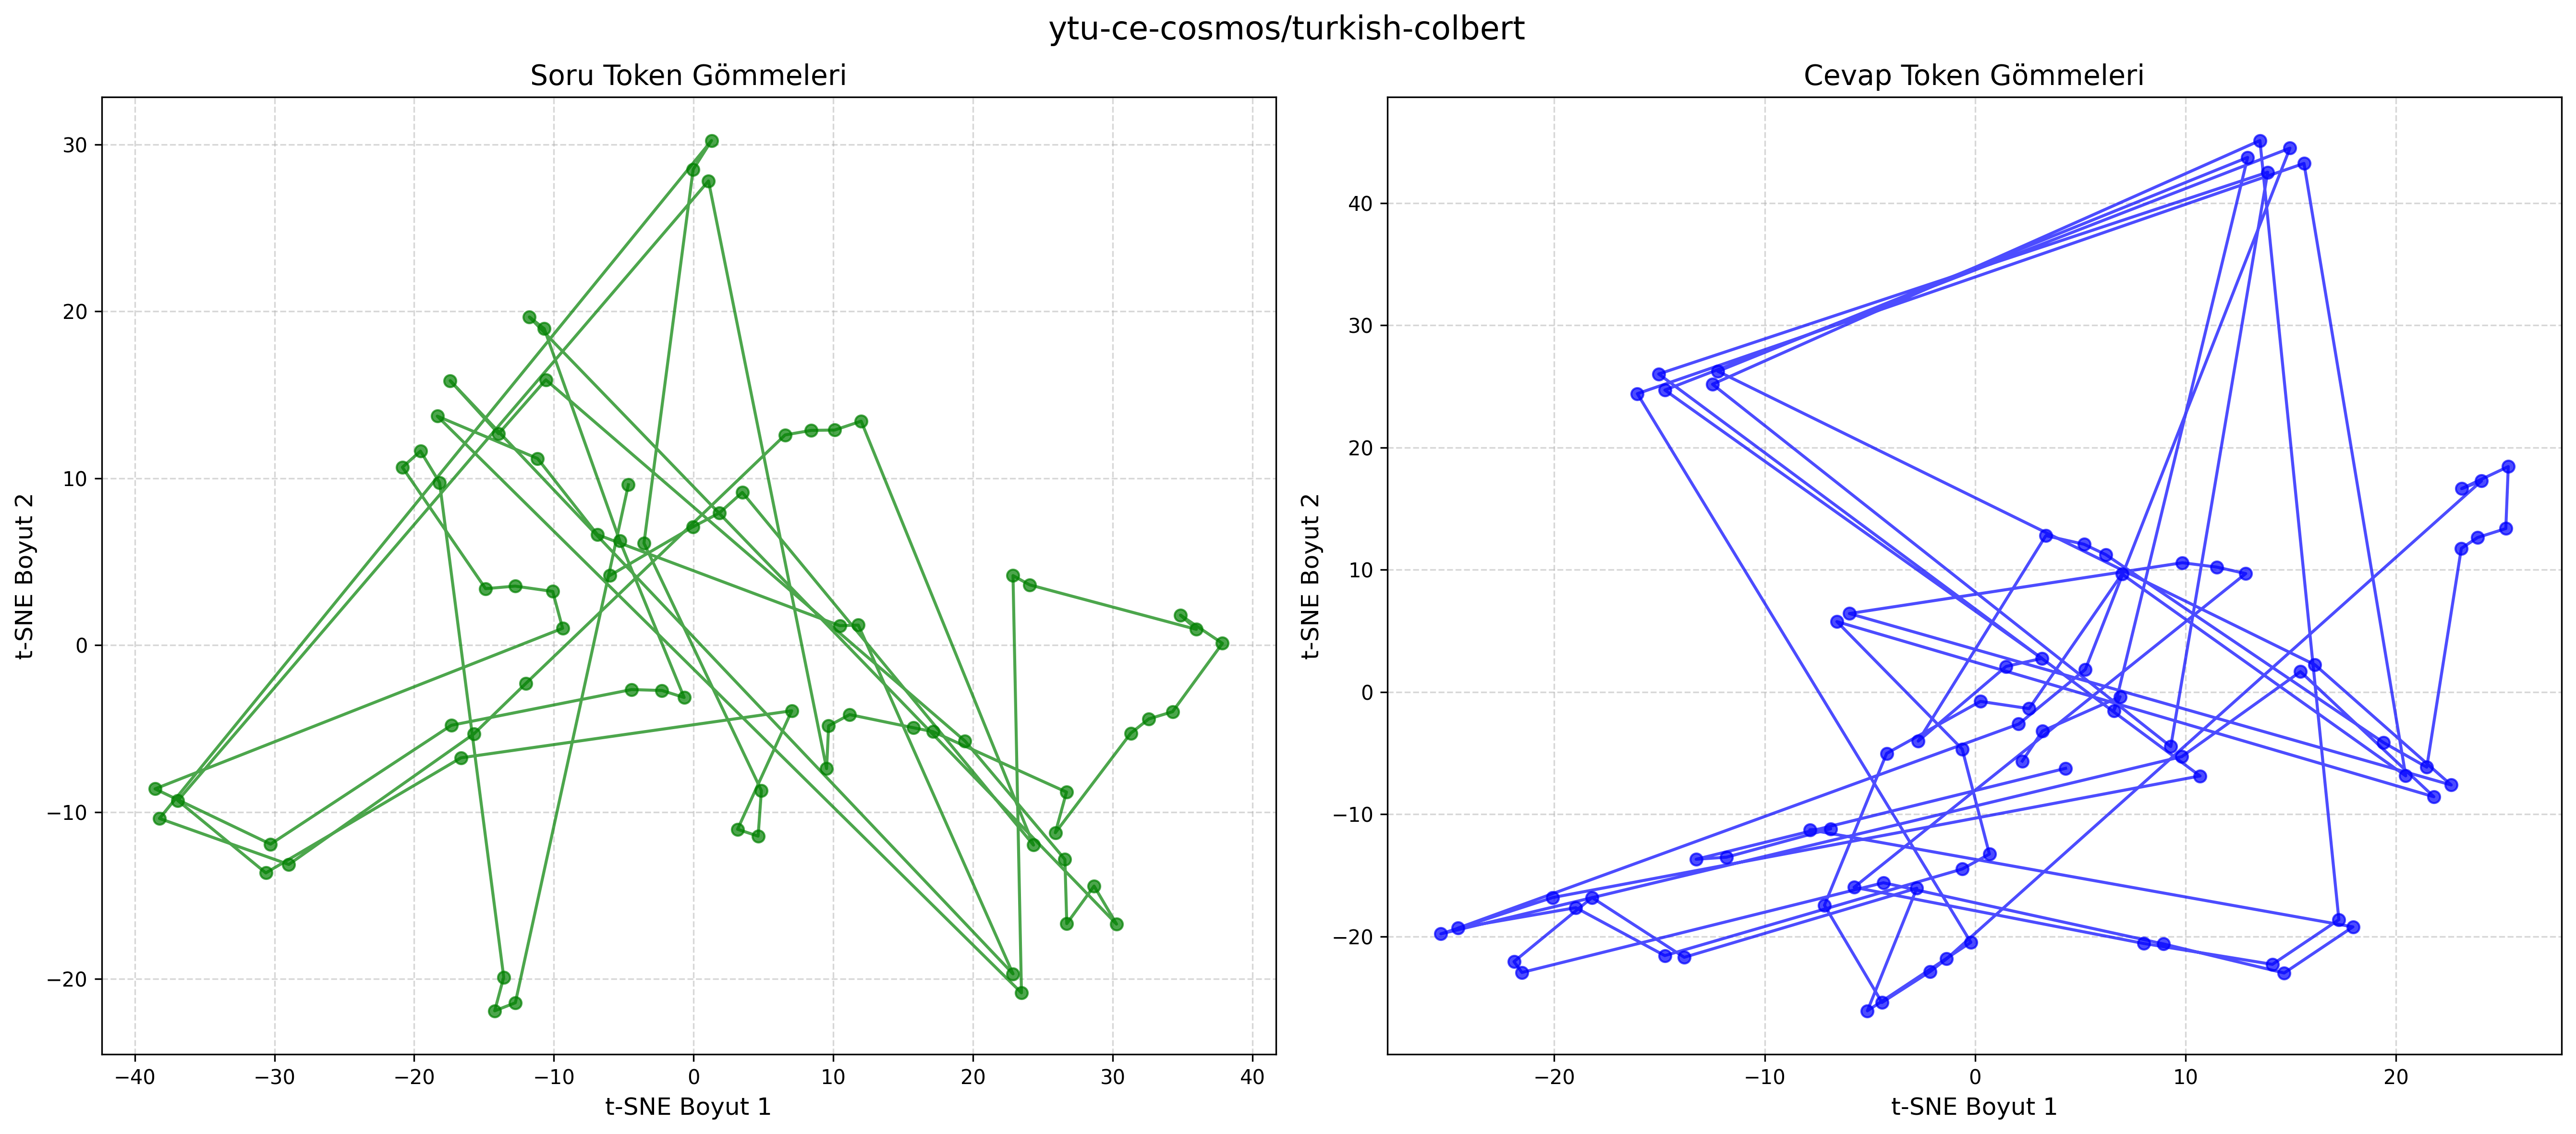 ytu-ce-cosmos/turkish-colbert
Soru Token Gömmeleri
30
20
10
0
−10
−20
t-SNE Boyut 2
−40 −30 −20 −10 0 10 20 30 40
t-SNE Boyut 1
Cevap Token Gömmeleri
40
30
20
10
0
−10
−20
t-SNE Boyut 2
−20 −10 0 10 20
t-SNE Boyut 1